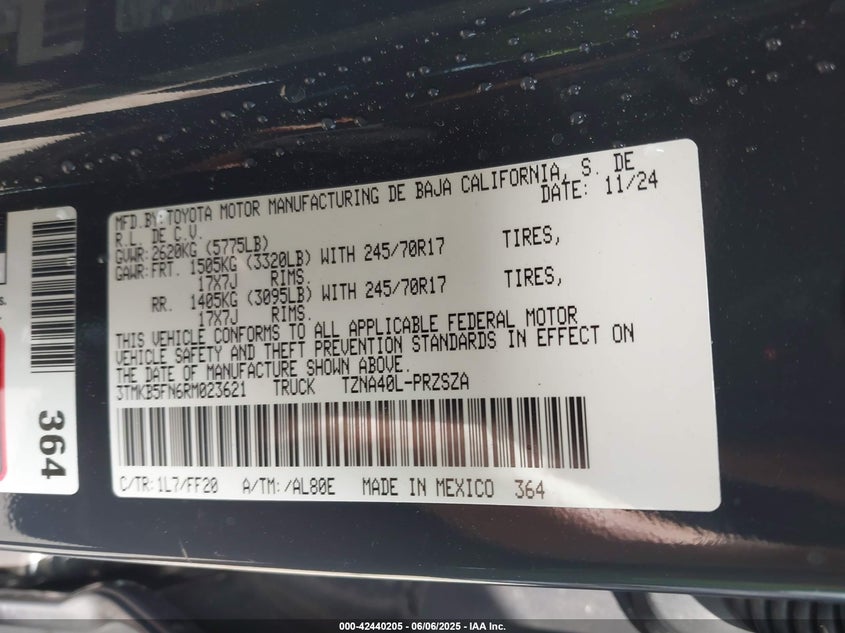 MFD.BY:TOYOTA MOTOR MANUFACTURING DE BAJA CALIFORNIA, S. DE
R.L. DE C.V. DATE: 11/24
GVWR: 2620KG (5775LB)
GAWR:FRT. 1505KG (3320LB) WITH 245/70R17 TIRES,
17X7J RIMS.
RR. 1405KG (3095LB) WITH 245/70R17 TIRES,
17X7J RIMS.
THIS VEHICLE CONFORMS TO ALL APPLICABLE FEDERAL MOTOR
VEHICLE SAFETY AND THEFT PREVENTION STANDARDS IN EFFECT ON
THE DATE OF MANUFACTURE SHOWN ABOVE.
3TMKB5FN6RM023621 TRUCK TZNA40L-PRZSZA
C/TR:1L7/FF20 A/TM:/AL80E MADE IN MEXICO 364
364
000-42440205 - 06/06/2025 - IAA Inc.